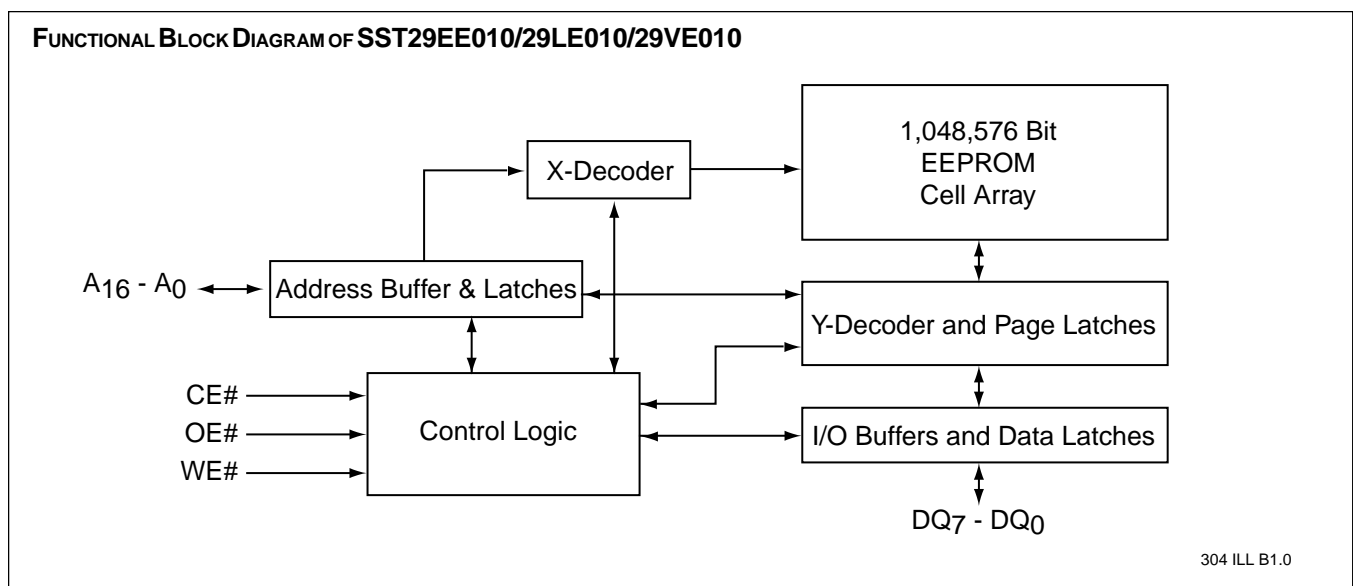 FUNCTIONAL BLOCK DIAGRAM OF SST29EE010/29LE010/29VE010
1,048,576 Bit
EEPROM
Cell Array
X-Decoder
A16 - A0
Address Buffer & Latches
Y-Decoder and Page Latches
CE#
OE#
WE#
Control Logic
I/O Buffers and Data Latches
DQ7 - DQ0
304 ILL B1.0